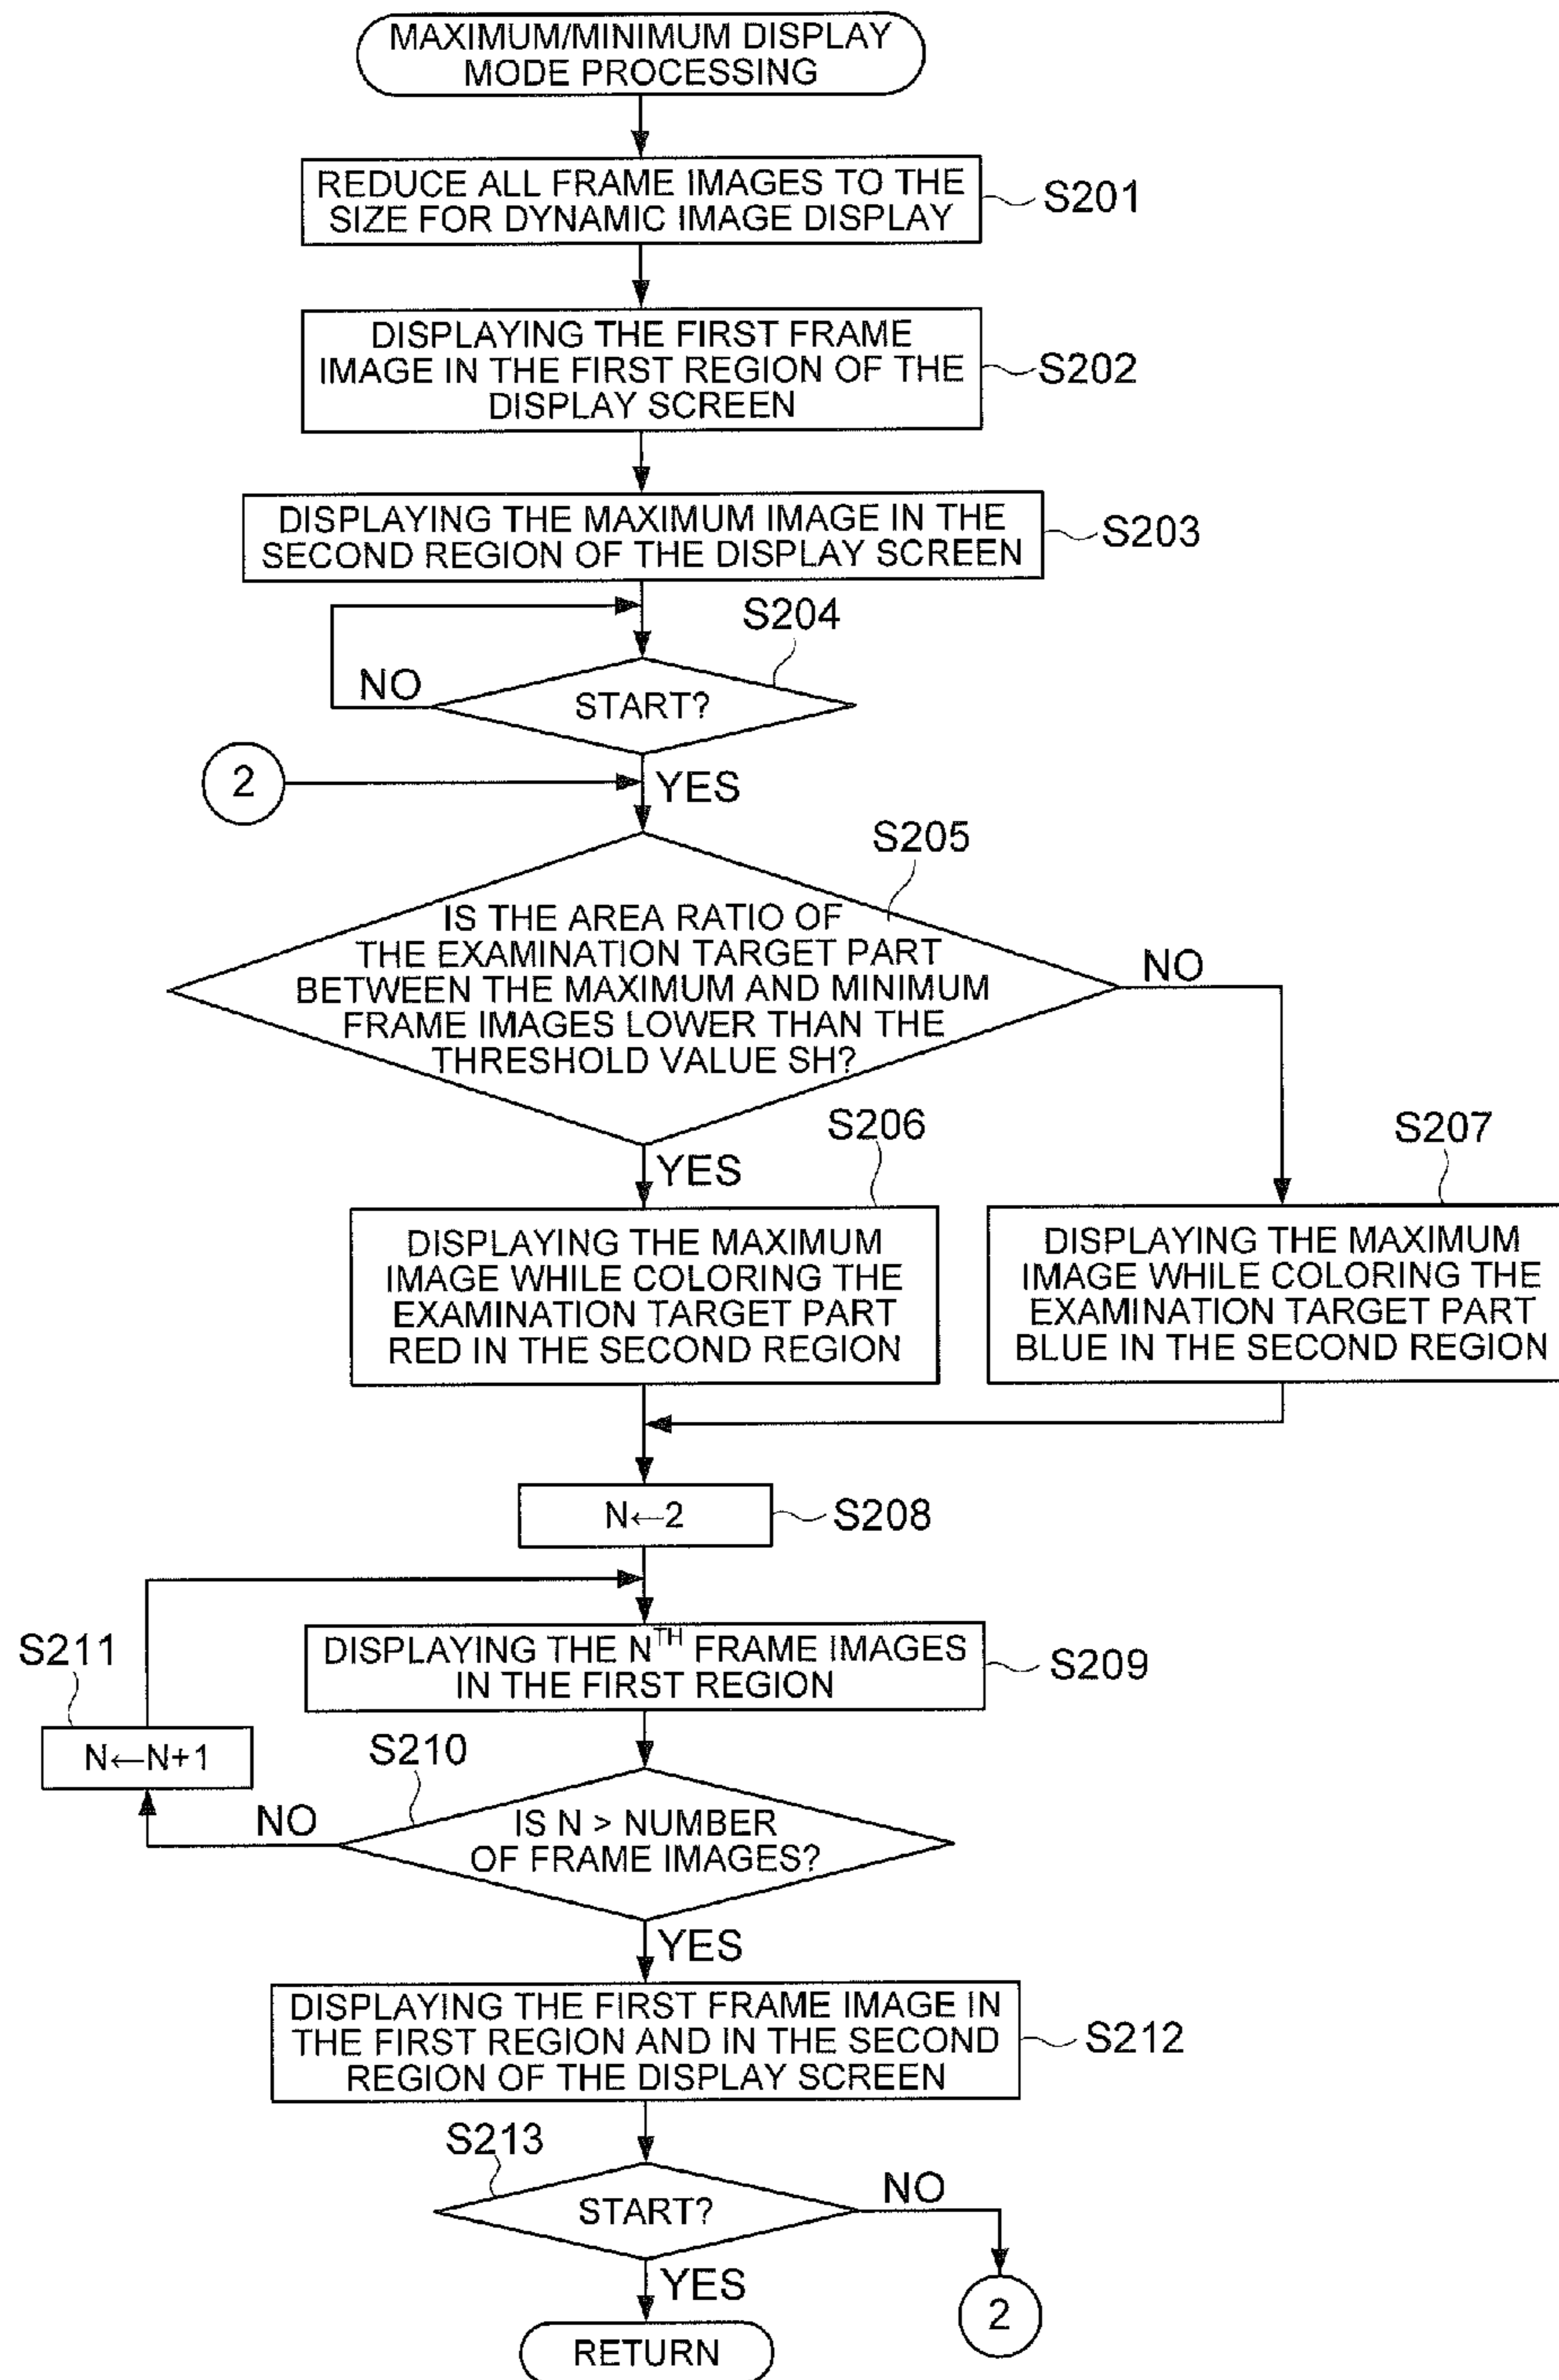 MAXIMUM/MINIMUM DISPLAY
MODE PROCESSING
REDUCE ALL FRAME IMAGES TO THE
SIZE FOR DYNAMIC IMAGE DISPLAY
S201
DISPLAYING THE FIRST FRAME
IMAGE IN THE FIRST REGION OF THE
DISPLAY SCREEN
S202
DISPLAYING THE MAXIMUM IMAGE IN THE
SECOND REGION OF THE DISPLAY SCREEN
S203
S204
NO
START?
2
YES
S205
IS THE AREA RATIO OF
THE EXAMINATION TARGET PART
BETWEEN THE MAXIMUM AND MINIMUM
FRAME IMAGES LOWER THAN THE
THRESHOLD VALUE SH?
NO
S206
YES
DISPLAYING THE MAXIMUM
IMAGE WHILE COLORING THE
EXAMINATION TARGET PART
RED IN THE SECOND REGION
S207
DISPLAYING THE MAXIMUM
IMAGE WHILE COLORING THE
EXAMINATION TARGET PART
BLUE IN THE SECOND REGION
N←2
S208
S211
N←N+1
DISPLAYING THE N^TH FRAME IMAGES
IN THE FIRST REGION
S209
S210
NO
IS N > NUMBER
OF FRAME IMAGES?
YES
DISPLAYING THE FIRST FRAME IMAGE IN
THE FIRST REGION AND IN THE SECOND
REGION OF THE DISPLAY SCREEN
S212
S213
START?
NO
YES
2
RETURN